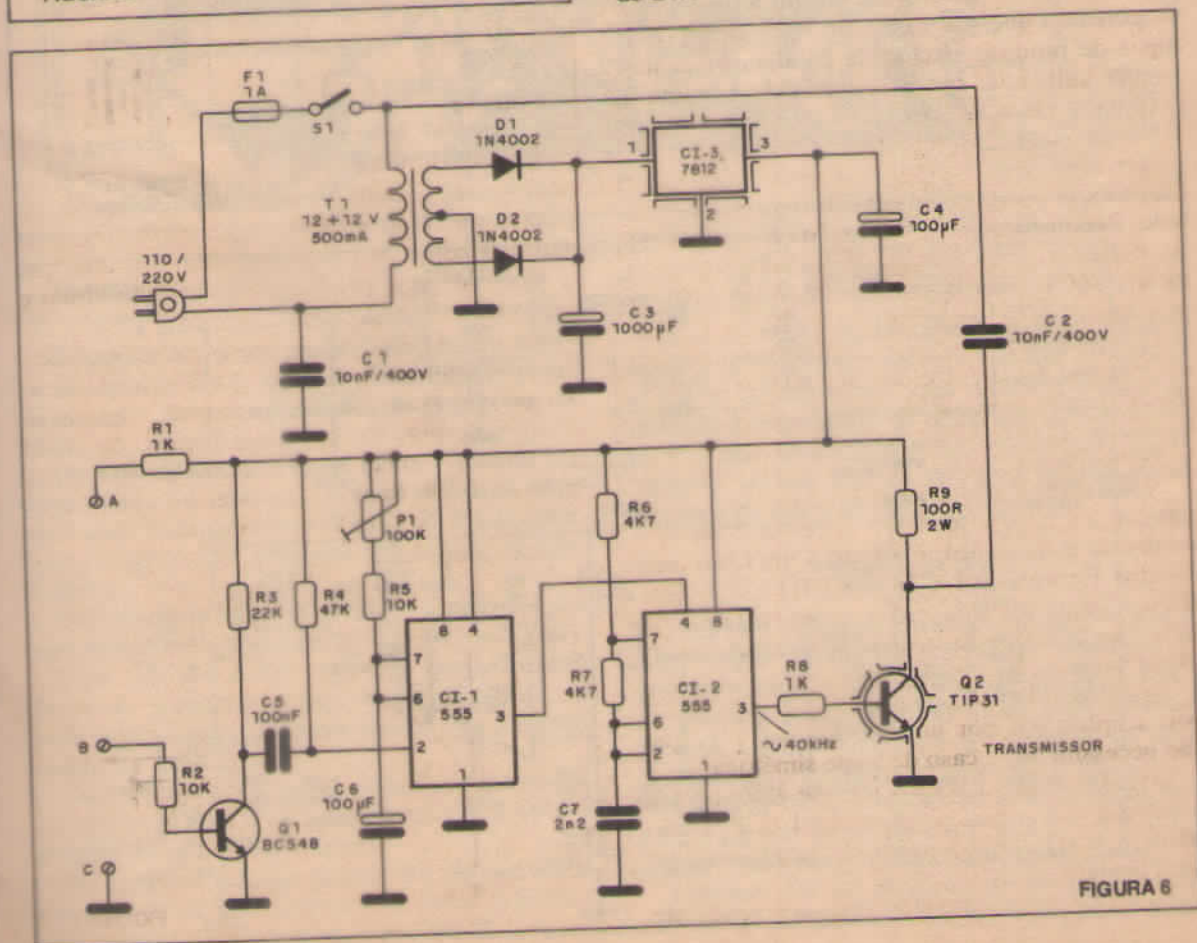 F1
1A
S1
D1
1N4002
1
CI-3
7812
3
2
T1
12+12 V
500mA
D2
1N4002
C4
100µF
110/
220V
C3
1000µF
C2
10nF/400V
C1
10nF/400V
R1
1K
A
P1
100K
R6
4K7
R9
100R
2W
R3
22K
R4
47K
R5
10K
8 4
7
6
CI-1
555
3
2
1
4 8
7
R7
4K7
CI-2
555
6
2
3
1
R8
1K
∿40kHz
Q2
TIP31
TRANSMISSOR
C5
100nF
B
R2
10K
C6
100µF
C7
2n2
Q1
BC548
C
FIGURA 6